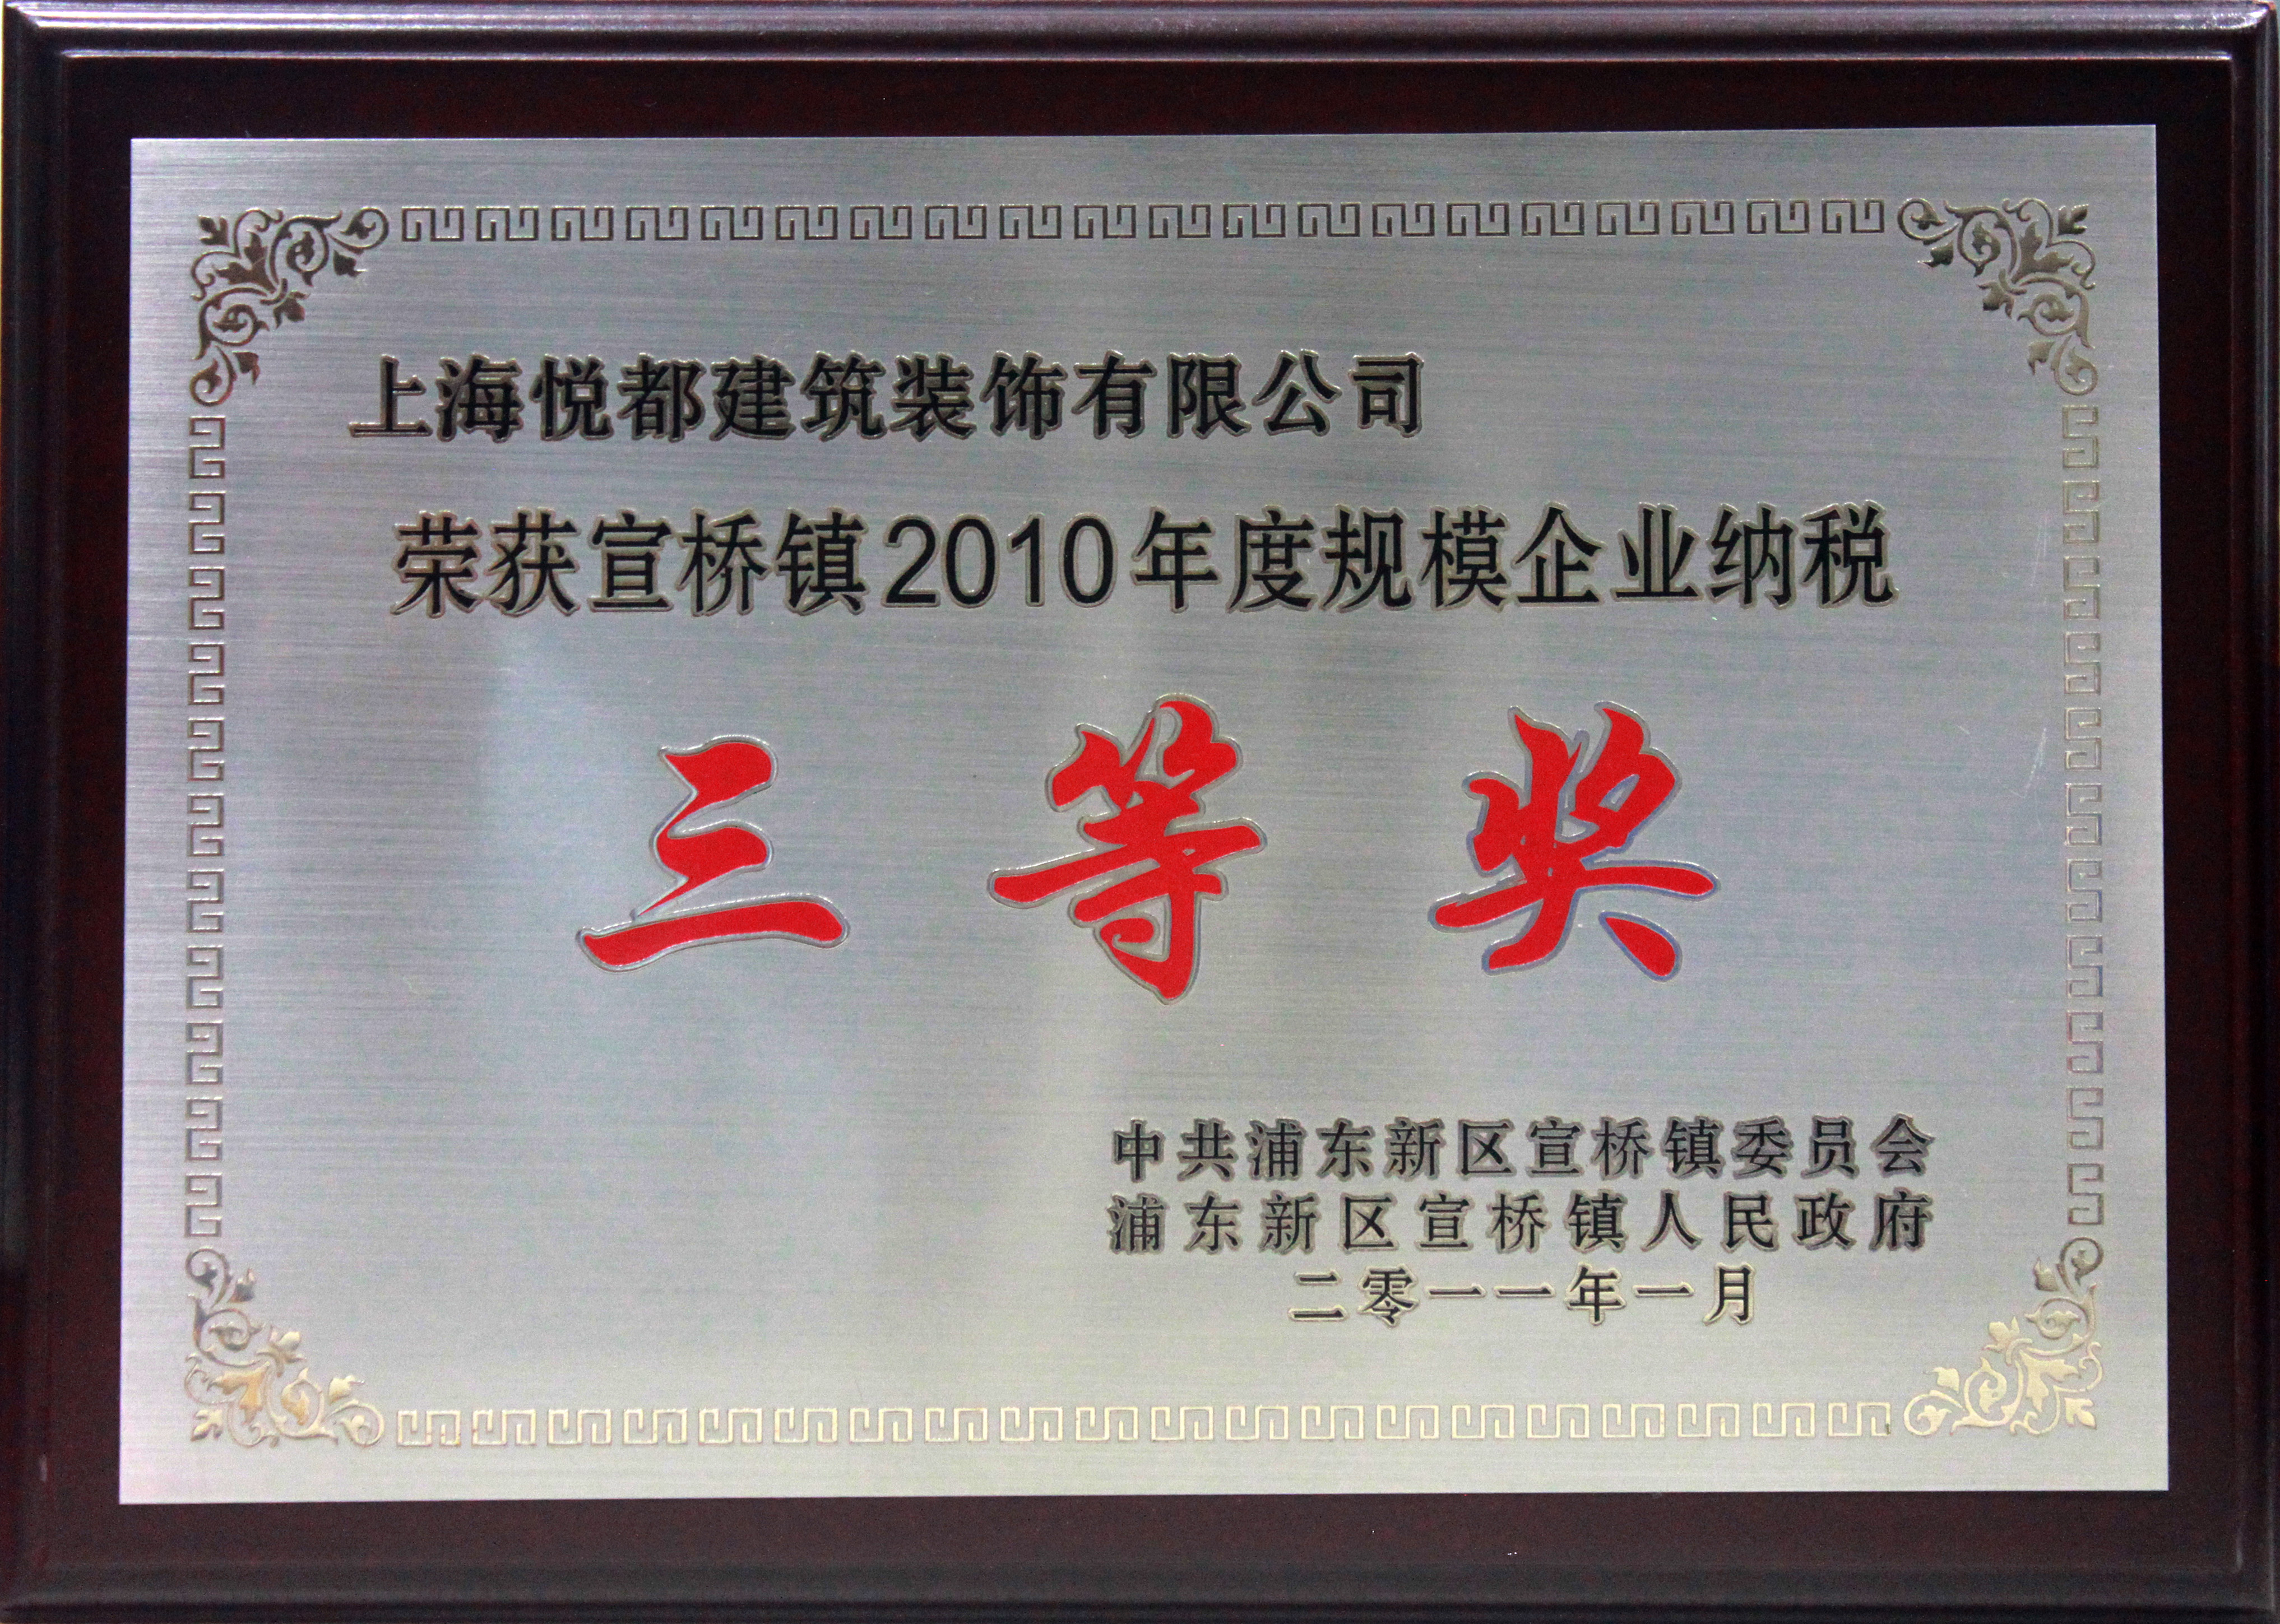 上海悦都建筑装饰有限公司
荣获宣桥镇2010年度规模企业纳税
三等奖
中共浦东新区宣桥镇委员会
浦东新区宣桥镇人民政府
二零一一年一月